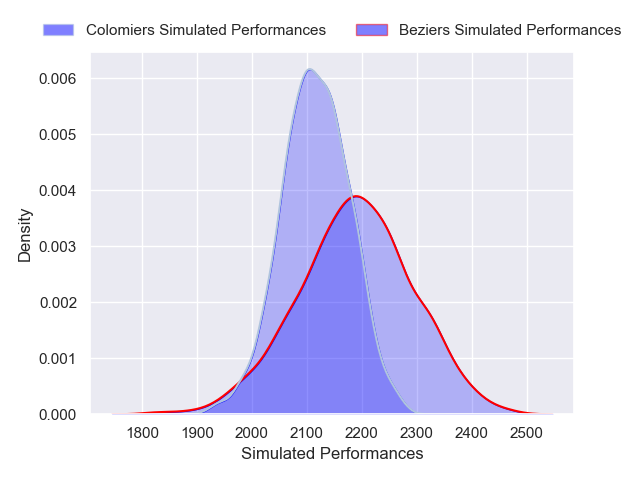 Colomiers Simulated Performances Beziers Simulated Performances
0.006
0.005
0.004
0.003
0.002
0.001
0.000
Density
1800 1900 2000 2100 2200 2300 2400 2500
Simulated Performances